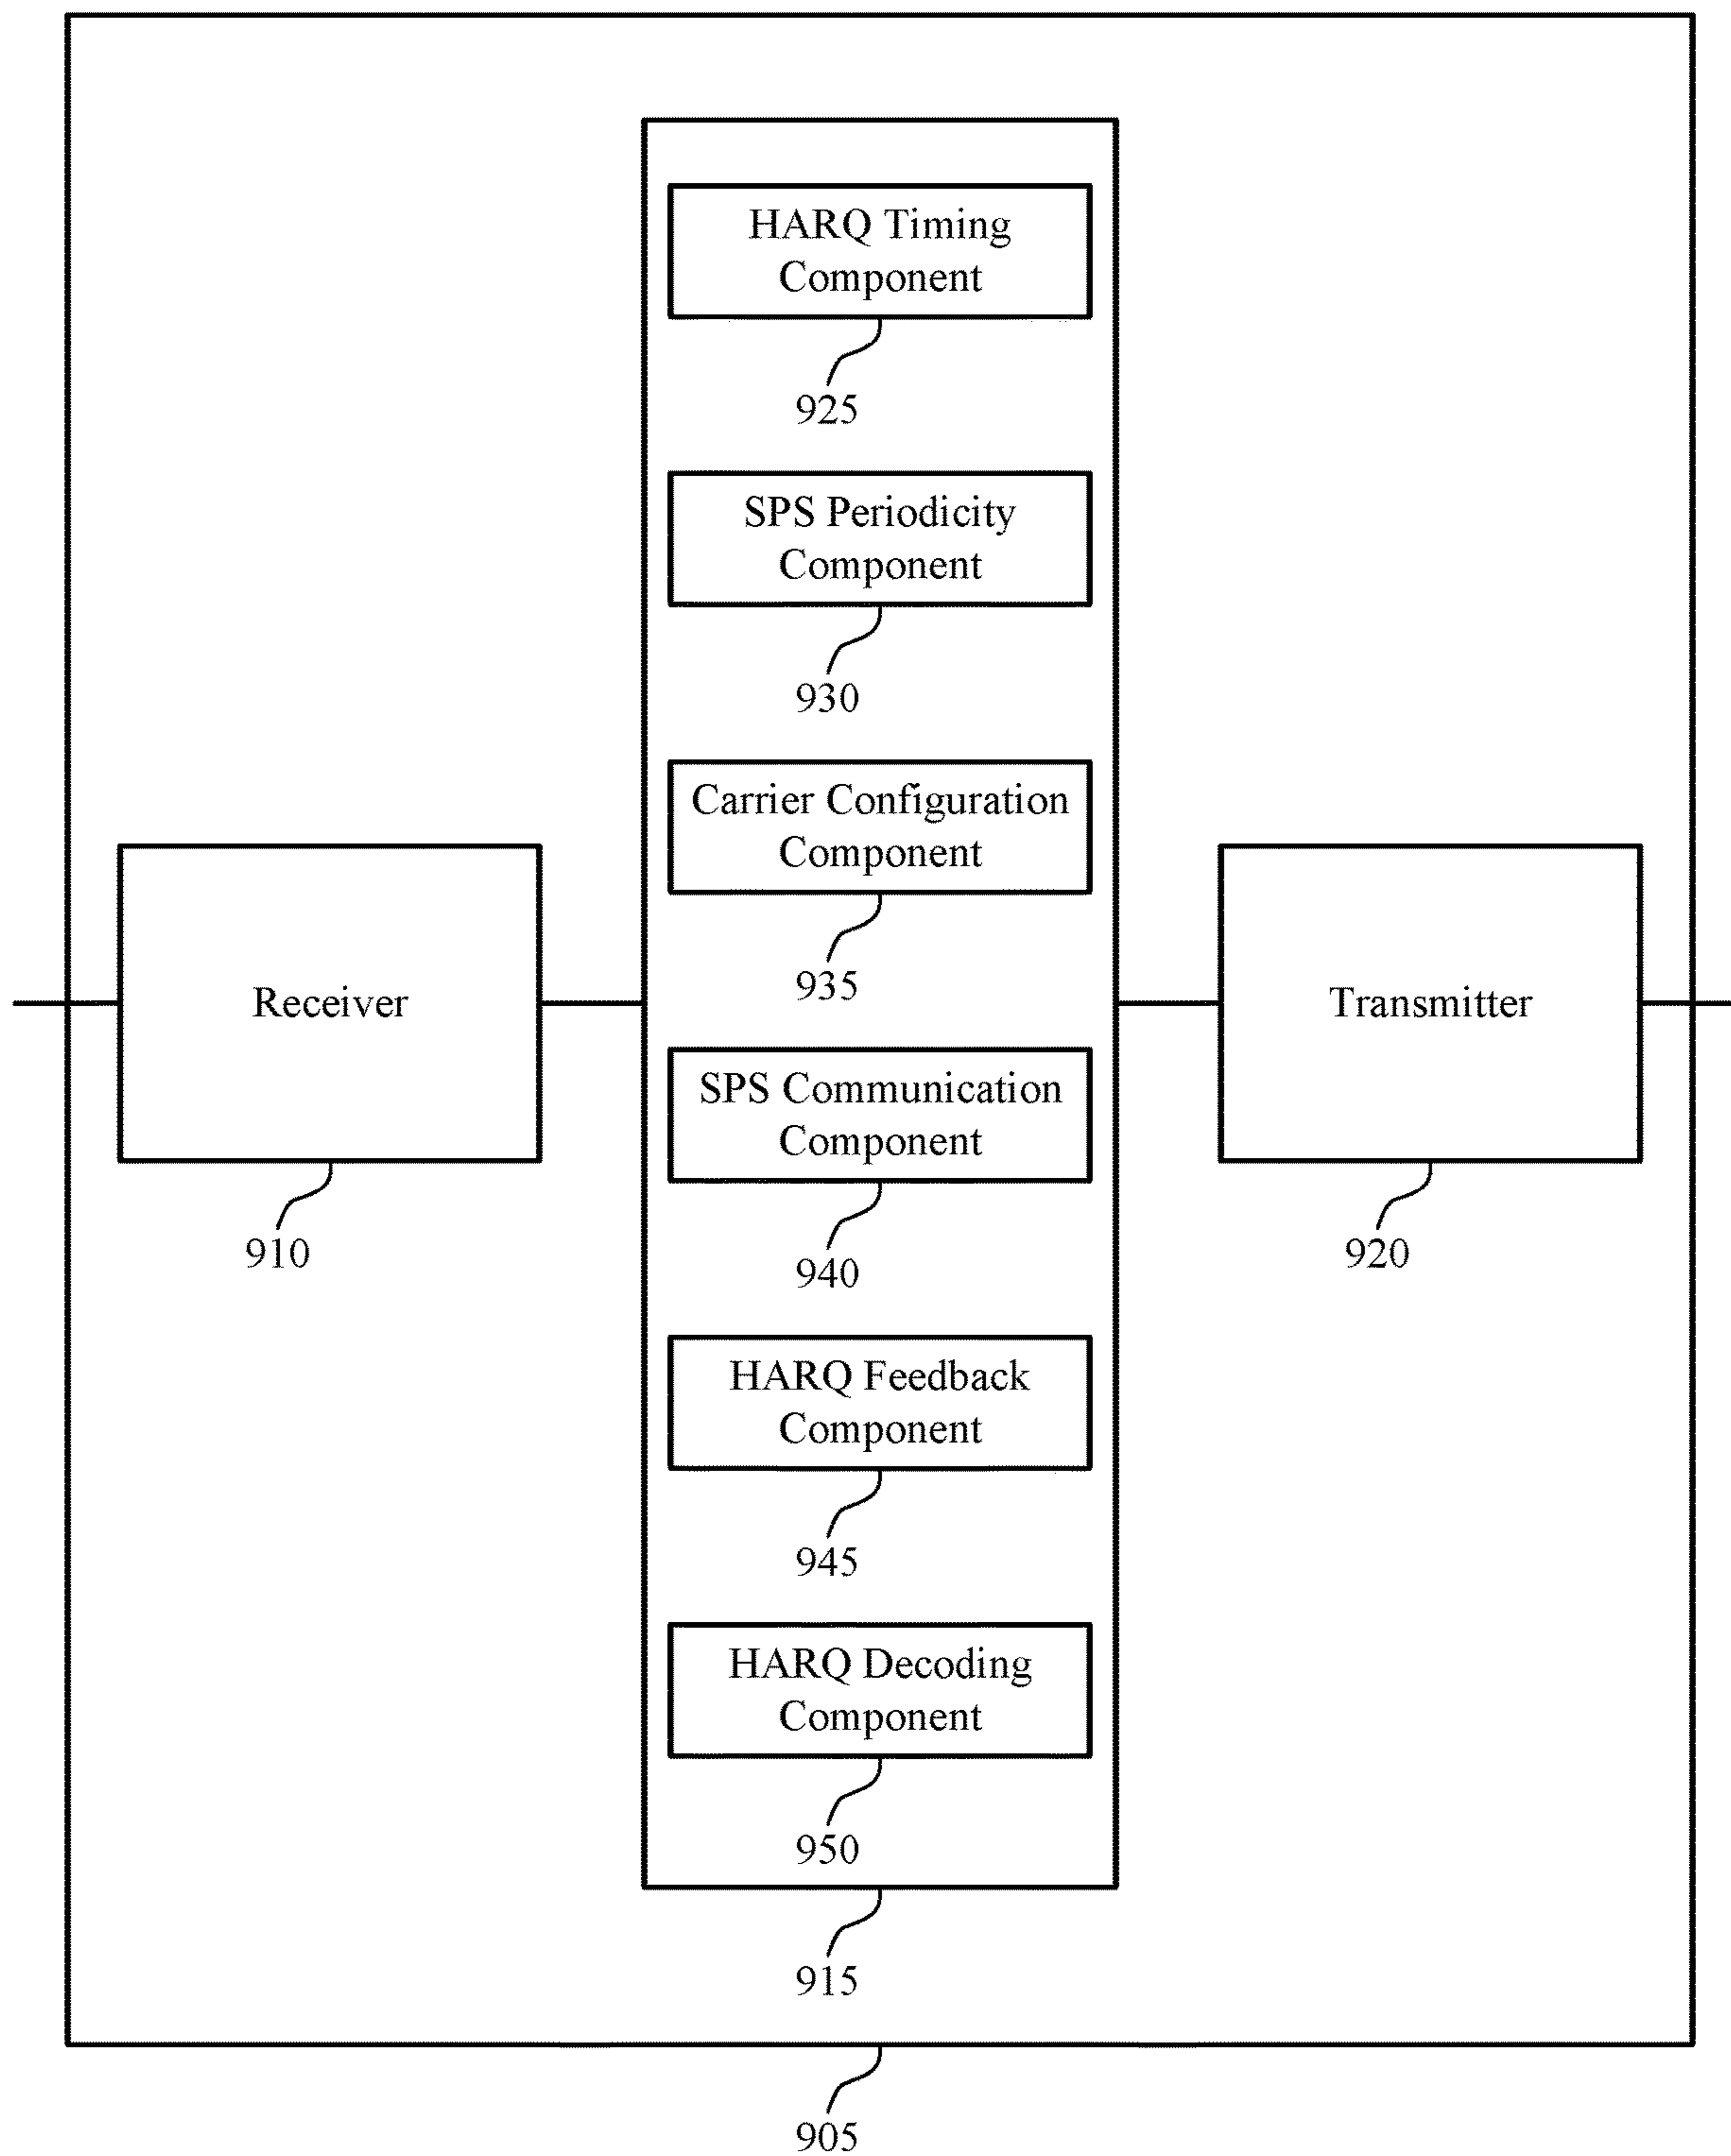 HARQ Timing
Component
925
SPS Periodicity
Component
930
Carrier Configuration
Component
935
Receiver
910
SPS Communication
Component
940
HARQ Feedback
Component
945
HARQ Decoding
Component
950
915
Transmitter
920
905